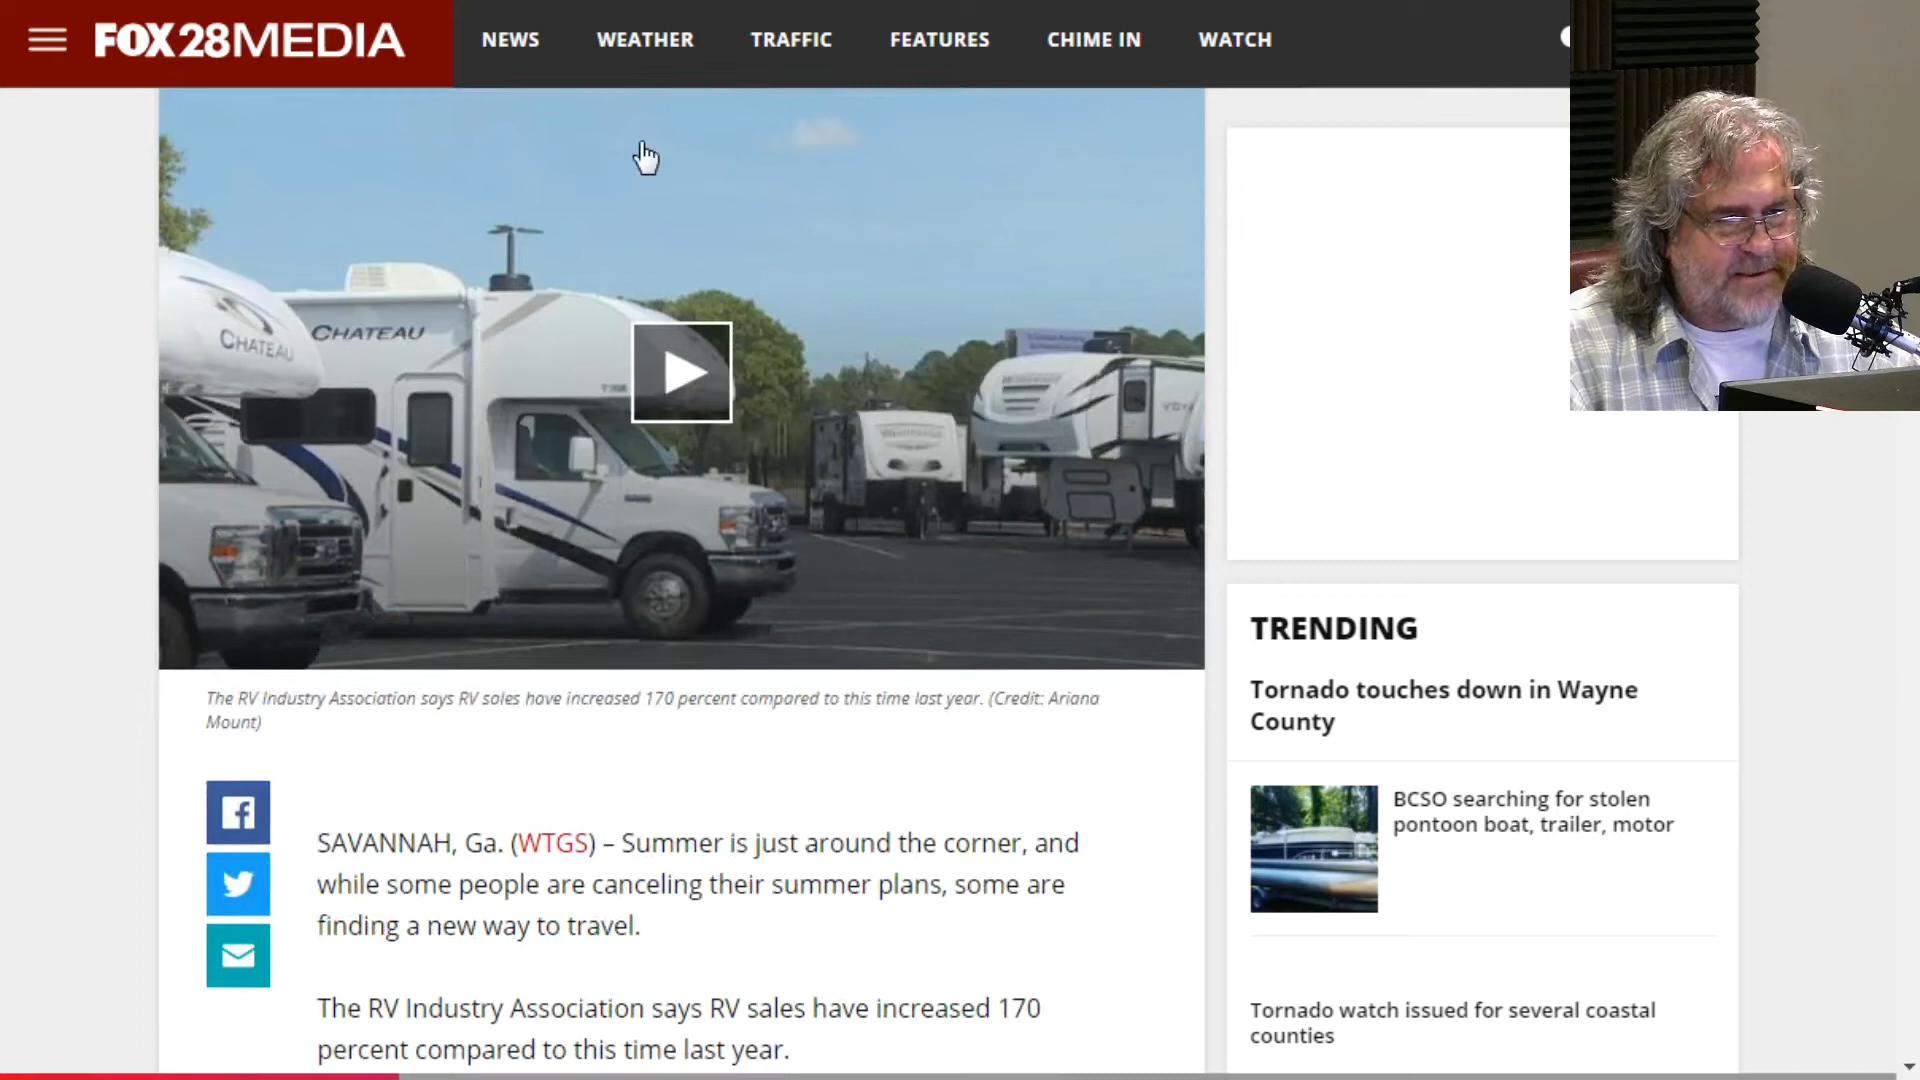 FOX28MEDIA
NEWS
WEATHER
TRAFFIC
FEATURES
CHIME IN
WATCH
CHATEAU
CHATEAU
The RV Industry Association says RV sales have increased 170 percent compared to this time last year. (Credit: Ariana
Mount)
SAVANNAH, Ga. (WTGS) – Summer is just around the corner, and
while some people are canceling their summer plans, some are
finding a new way to travel.
The RV Industry Association says RV sales have increased 170
percent compared to this time last year.
TRENDING
Tornado touches down in Wayne
County
BCSO searching for stolen
pontoon boat, trailer, motor
Tornado watch issued for several coastal
counties